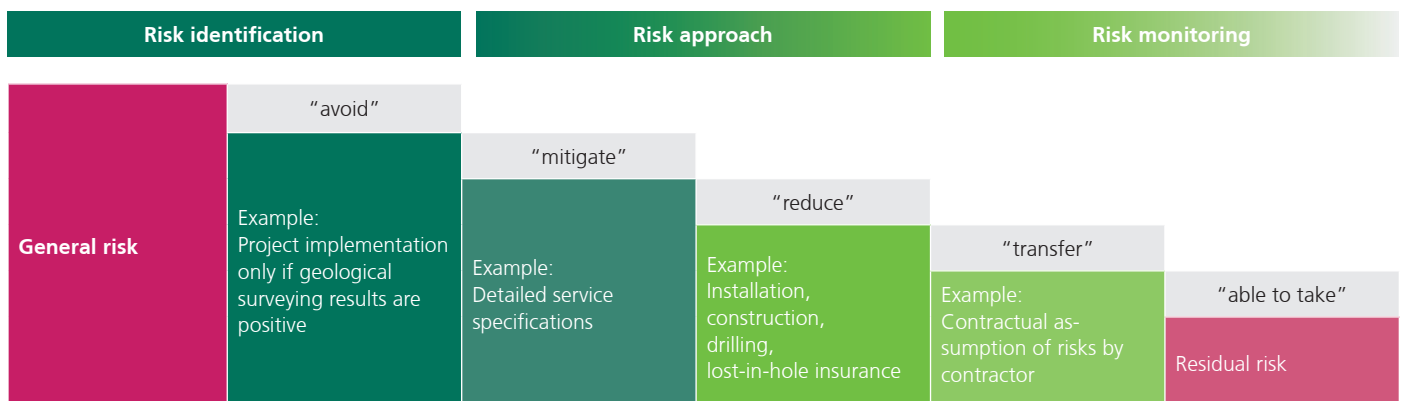 Risk identification
Risk approach
Risk monitoring
General risk
“avoid”
Example:
Project implementation
only if geological
surveying results are
positive
“mitigate”
Example:
Detailed service
specifications
“reduce”
Example:
Installation,
construction,
drilling,
lost-in-hole insurance
“transfer”
Example:
Contractual as-
sumption of risks by
contractor
“able to take”
Residual risk